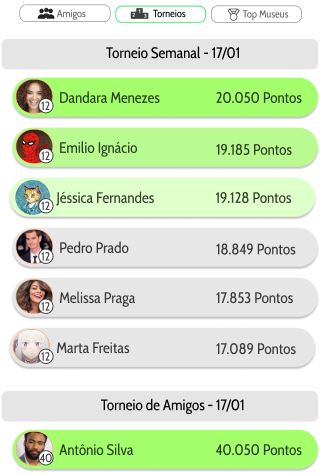 Amigos
Torneios
Top Museus
Torneio Semanal - 17/01
12 Dandara Menezes 20.050 Pontos
12 Emilio Ignácio 19.185 Pontos
12 Jéssica Fernandes 19.128 Pontos
12 Pedro Prado 18.849 Pontos
12 Melissa Praga 17.853 Pontos
12 Marta Freitas 17.089 Pontos
Torneio de Amigos - 17/01
40 Antônio Silva 40.050 Pontos